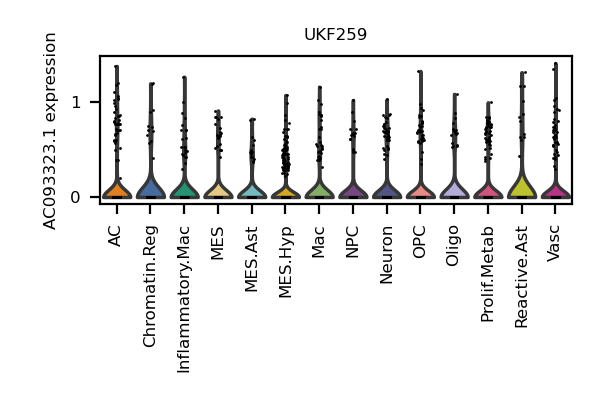 UKF259
AC093323.1 expression
1
0
AC
Chromatin.Reg
Inflammatory.Mac
MES
MES.Ast
MES.Hyp
Mac
NPC
Neuron
OPC
Oligo
Prolif.Metab
Reactive.Ast
Vasc